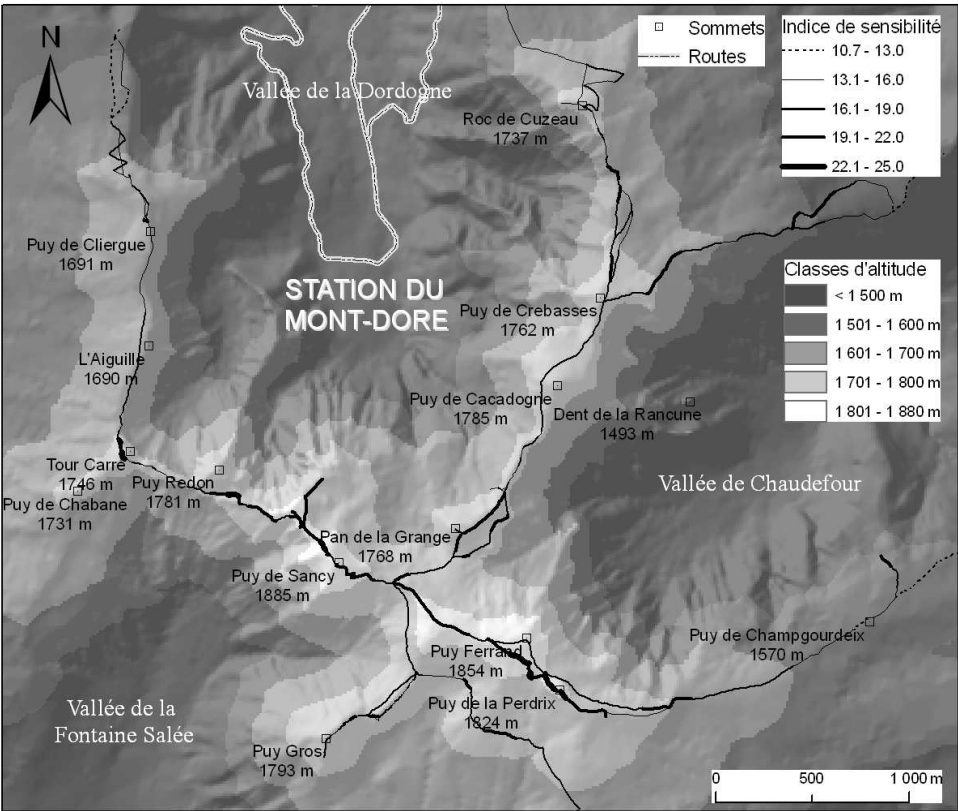 N
Sommets
Routes
Indice de sensibilité
10.7 - 13.0
13.1 - 16.0
16.1 - 19.0
19.1 - 22.0
22.1 - 25.0
Vallée de la Dordogne
Roc de Cuzeau
1737 m
Puy de Cliergue
1691 m
Classes d'altitude
< 1 500 m
1 501 - 1 600 m
1 601 - 1 700 m
1 701 - 1 800 m
1 801 - 1 880 m
STATION DU
MONT-DORE
Puy de Crebasses
1762 m
L'Aiguille
1690 m
Puy de Cacadogne
1785 m
Dent de la Rancune
1493 m
Tour Carre
1746 m
Puy Redon
1781 m
Puy de Chabane
1731 m
Vallée de Chaudefour
Pan de la Grange
1768 m
Puy de Sancy
1885 m
Puy de Champgourdeix
1570 m
Puy Ferrand
1854 m
Puy de la Perdrix
1824 m
Vallée de la
Fontaine Salée
Puy Gros
1793 m
0 500 1 000 m